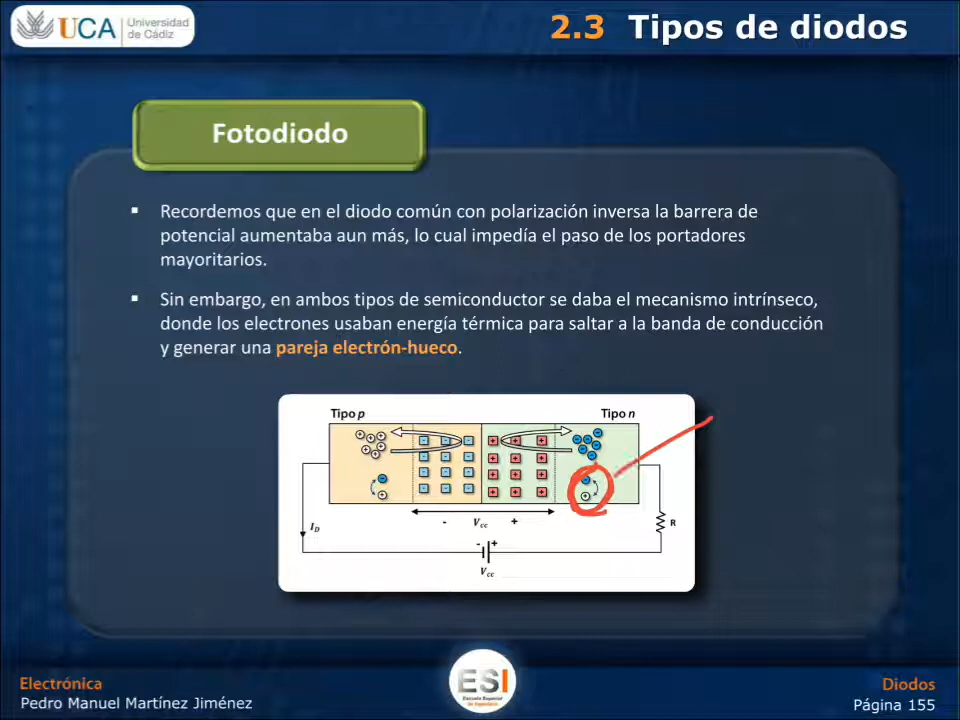 UCA Universidad
de Cádiz
2.3 Tipos de diodos
Fotodiodo
▪ Recordemos que en el diodo común con polarización inversa la barrera de
potencial aumentaba aun más, lo cual impedía el paso de los portadores
mayoritarios.
▪ Sin embargo, en ambos tipos de semiconductor se daba el mecanismo intrínseco,
donde los electrones usaban energía térmica para saltar a la banda de conducción
y generar una pareja electrón-hueco.
Tipo p Tipo n
- Vcc +
ID
R
- +
Vcc
ESI
Escuela Superior
de Ingeniería
Electrónica
Pedro Manuel Martínez Jiménez
Diodos
Página 155